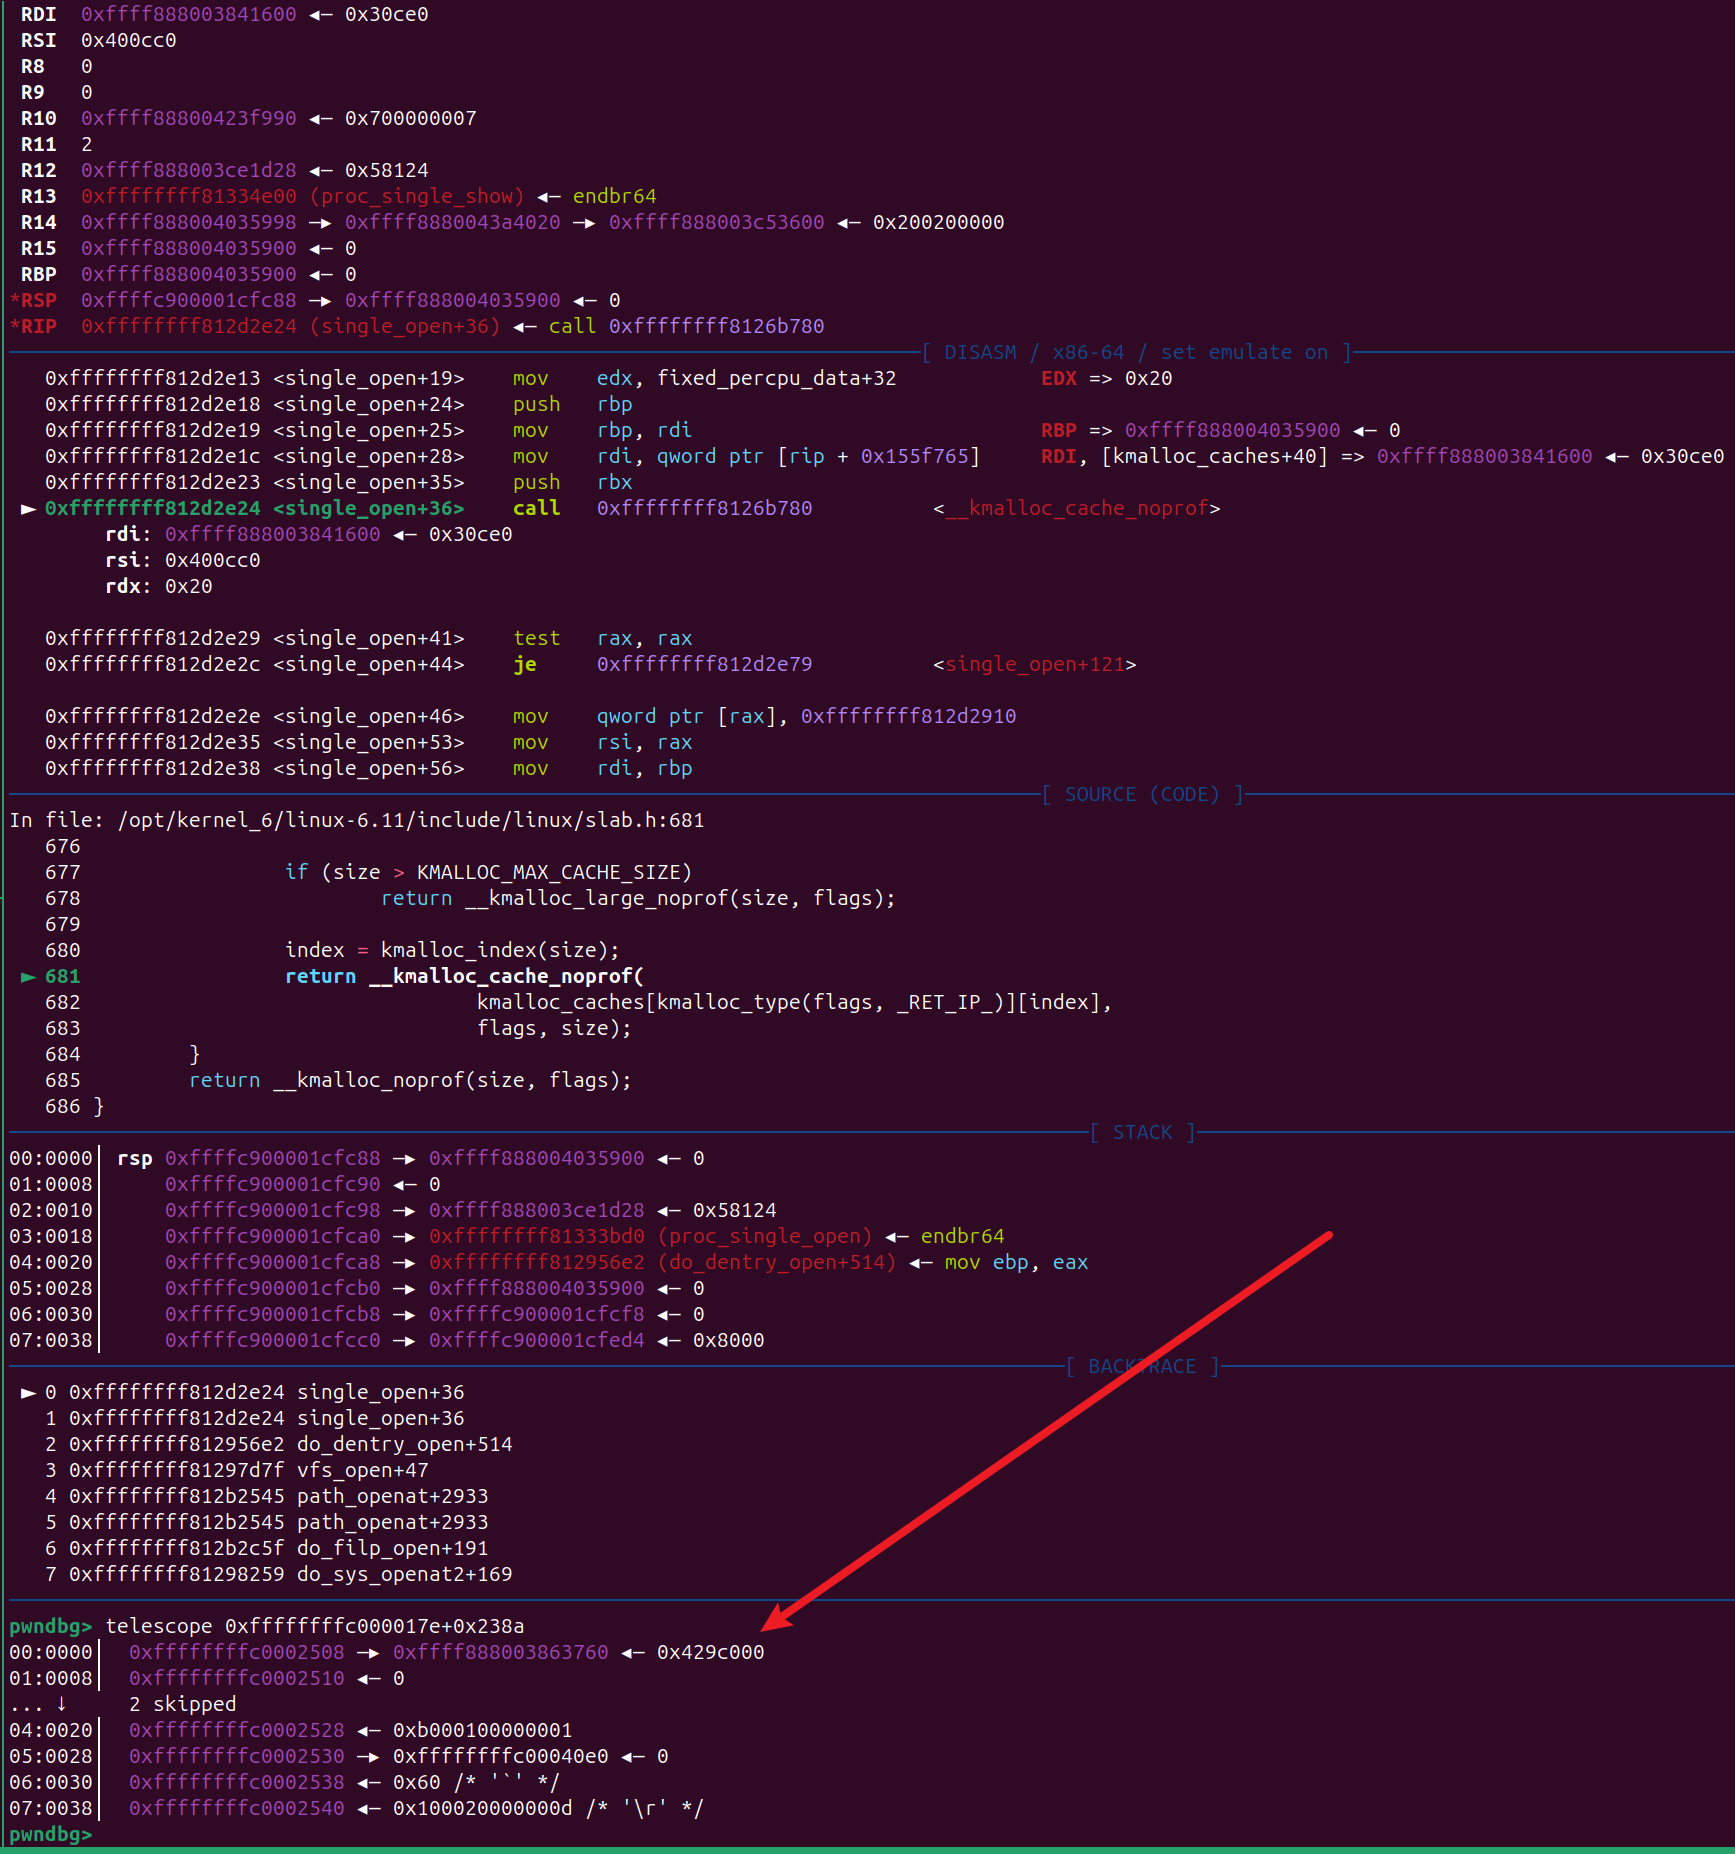 RDI  0xffff888003841600 ◂— 0x30ce0
RSI  0x400cc0
R8   0
R9   0
R10  0xffff88800423f990 ◂— 0x700000007
R11  2
R12  0xffff888003ce1d28 ◂— 0x58124
R13  0xffffffff81334e00 (proc_single_show) ◂— endbr64
R14  0xffff888004035998 —▸ 0xffff8880043a4020 —▸ 0xffff888003c53600 ◂— 0x200200000
R15  0xffff888004035900 ◂— 0
RBP  0xffff888004035900 ◂— 0
*RSP  0xffffc900001cfc88 —▸ 0xffff888004035900 ◂— 0
*RIP  0xffffffff812d2e24 (single_open+36) ◂— call 0xffffffff8126b780
[ DISASM / x86-64 / set emulate on ]
0xffffffff812d2e13 <single_open+19>    mov    edx, fixed_percpu_data+32            EDX => 0x20
0xffffffff812d2e18 <single_open+24>    push   rbp
0xffffffff812d2e19 <single_open+25>    mov    rbp, rdi                             RBP => 0xffff888004035900 ◂— 0
0xffffffff812d2e1c <single_open+28>    mov    rdi, qword ptr [rip + 0x155f765]     RDI, [kmalloc_caches+40] => 0xffff888003841600 ◂— 0x30ce0
0xffffffff812d2e23 <single_open+35>    push   rbx
► 0xffffffff812d2e24 <single_open+36>    call   0xffffffff8126b780          <__kmalloc_cache_noprof>
rdi: 0xffff888003841600 ◂— 0x30ce0
rsi: 0x400cc0
rdx: 0x20
0xffffffff812d2e29 <single_open+41>    test   rax, rax
0xffffffff812d2e2c <single_open+44>    je     0xffffffff812d2e79          <single_open+121>
0xffffffff812d2e2e <single_open+46>    mov    qword ptr [rax], 0xffffffff812d2910
0xffffffff812d2e35 <single_open+53>    mov    rsi, rax
0xffffffff812d2e38 <single_open+56>    mov    rdi, rbp
[ SOURCE (CODE) ]
In file: /opt/kernel_6/linux-6.11/include/linux/slab.h:681
676
677                 if (size > KMALLOC_MAX_CACHE_SIZE)
678                         return __kmalloc_large_noprof(size, flags);
679
680                 index = kmalloc_index(size);
► 681                 return __kmalloc_cache_noprof(
682                                 kmalloc_caches[kmalloc_type(flags, _RET_IP_)][index],
683                                 flags, size);
684         }
685         return __kmalloc_noprof(size, flags);
686 }
[ STACK ]
00:0000│ rsp 0xffffc900001cfc88 —▸ 0xffff888004035900 ◂— 0
01:0008│     0xffffc900001cfc90 ◂— 0
02:0010│     0xffffc900001cfc98 —▸ 0xffff888003ce1d28 ◂— 0x58124
03:0018│     0xffffc900001cfca0 —▸ 0xffffffff81333bd0 (proc_single_open) ◂— endbr64
04:0020│     0xffffc900001cfca8 —▸ 0xffffffff812956e2 (do_dentry_open+514) ◂— mov ebp, eax
05:0028│     0xffffc900001cfcb0 —▸ 0xffff888004035900 ◂— 0
06:0030│     0xffffc900001cfcb8 —▸ 0xffffc900001cfcf8 ◂— 0
07:0038│     0xffffc900001cfcc0 —▸ 0xffffc900001cfed4 ◂— 0x8000
[ BACKTRACE ]
► 0 0xffffffff812d2e24 single_open+36
1 0xffffffff812d2e24 single_open+36
2 0xffffffff812956e2 do_dentry_open+514
3 0xffffffff81297d7f vfs_open+47
4 0xffffffff812b2545 path_openat+2933
5 0xffffffff812b2545 path_openat+2933
6 0xffffffff812b2c5f do_filp_open+191
7 0xffffffff81298259 do_sys_openat2+169
pwndbg> telescope 0xffffffffc000017e+0x238a
00:0000│  0xffffffffc0002508 —▸ 0xffff888003863760 ◂— 0x429c000
01:0008│  0xffffffffc0002510 ◂— 0
... ↓     2 skipped
04:0020│  0xffffffffc0002528 ◂— 0xb000100000001
05:0028│  0xffffffffc0002530 —▸ 0xffffffffc00040e0 ◂— 0
06:0030│  0xffffffffc0002538 ◂— 0x60 /* '`' */
07:0038│  0xffffffffc0002540 ◂— 0x100020000000d /* '\r' */
pwndbg>